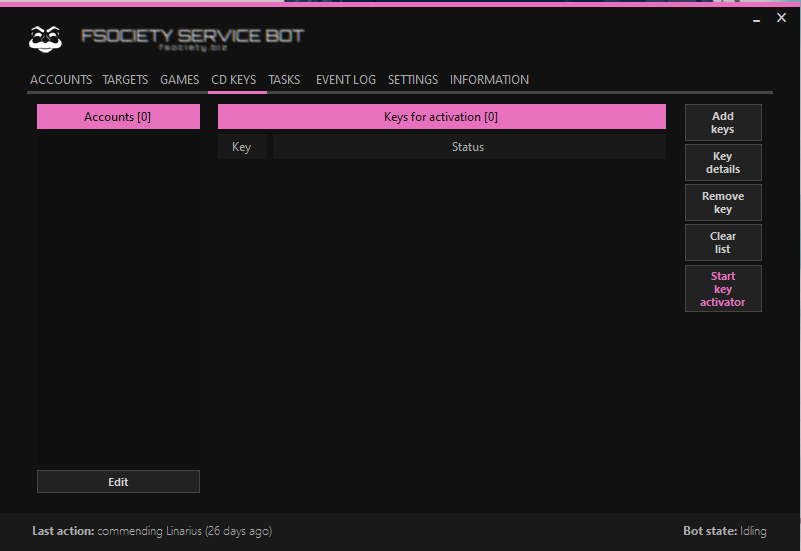 FSOCIETY SERVICE BOT
fsociety.biz
ACCOUNTS TARGETS GAMES CD KEYS TASKS EVENT LOG SETTINGS INFORMATION
Accounts [0]
Keys for activation [0]
Key
Status
Add
keys
Key
details
Remove
key
Clear
list
Start
key
activator
Edit
Last action: commending Linarius (26 days ago)
Bot state: Idling